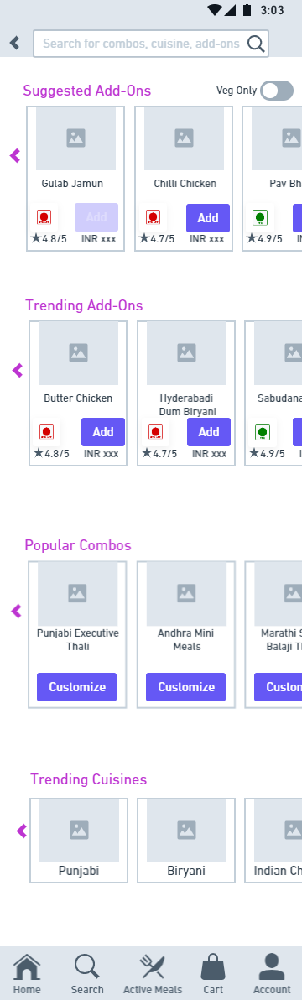 3:03
Search for combos, cuisine, add-ons
Suggested Add-Ons
Veg Only
Gulab Jamun
Chilli Chicken
Pav Bh
Add
Add
4.8/5
INR xxx
4.7/5
INR xxx
4.9/5
Trending Add-Ons
Butter Chicken
Hyderabadi
Dum Biryani
Sabudana
Add
Add
4.8/5
INR xxx
4.7/5
INR xxx
4.9/5
Popular Combos
Punjabi Executive
Thali
Andhra Mini
Meals
Marathi S
Balaji T
Customize
Customize
Custom
Trending Cuisines
Punjabi
Biryani
Indian Ch
Home
Search
Active Meals
Cart
Account